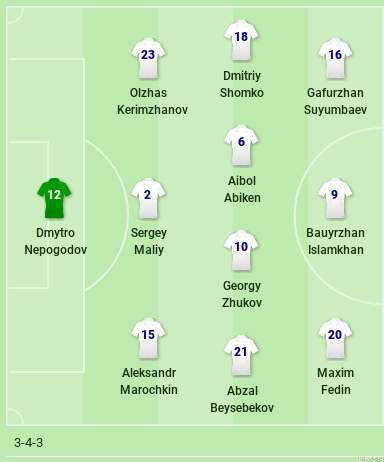 23
Olzhas
Kerimzhanov
18
Dmitriy
Shomko
16
Gafurzhan
Suyumbaev
6
Aibol
Abiken
12
Dmytro
Nepogodov
2
Sergey
Maliy
9
Bauyrzhan
Islamkhan
10
Georgy
Zhukov
15
Aleksandr
Marochkin
21
Abzal
Beysebekov
20
Maxim
Fedin
3-4-3